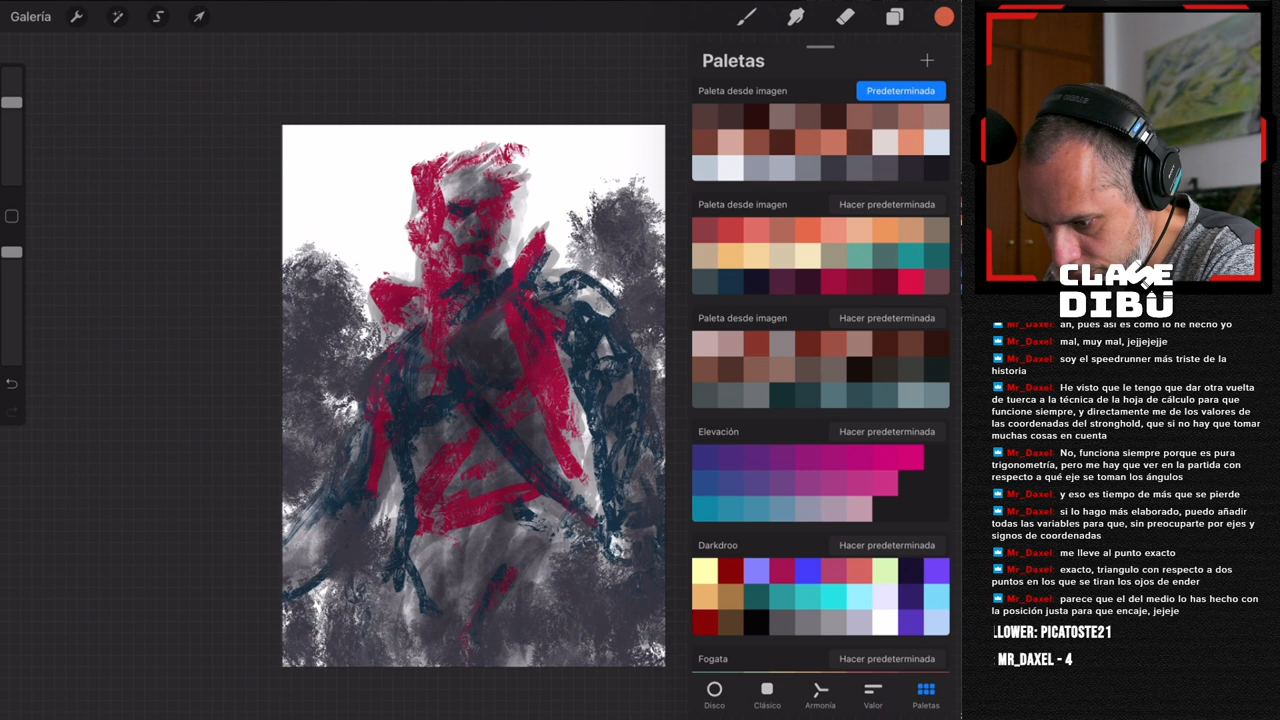 Galería
Paletas
Paleta desde imagen
Predeterminada
Paleta desde imagen
Hacer predeterminada
Paleta desde imagen
Hacer predeterminada
Elevación
Hacer predeterminada
Darkdroo
Hacer predeterminada
Fogata
Hacer predeterminada
Disco
Clásico
Armonía
Valor
Paletas
CLASE
DIBU
Mr_Daxel: ah, pues así es como lo he hecho yo
Mr_Daxel: mal, muy mal, jejjejejje
Mr_Daxel: soy el speedrunner más triste de la
historia
Mr_Daxel: He visto que le tengo que dar otra vuelta
de tuerca a la técnica de la hoja de cálculo para que
funcione siempre, y directamente me de los valores de
las coordenadas del stronghold, que si no hay que tomar
muchas cosas en cuenta
Mr_Daxel: No, funciona siempre porque es pura
trigonometría, pero me hay que ver en la partida con
respecto a qué eje se toman los ángulos
Mr_Daxel: y eso es tiempo de más que se pierde
Mr_Daxel: si lo hago más elaborado, puedo añadir
todas las variables para que, sin preocuparte por ejes y
signos de coordenadas
Mr_Daxel: me lleve al punto exacto
Mr_Daxel: exacto, triangulo con respecto a dos
puntos en los que se tiran los ojos de ender
Mr_Daxel: parece que el del medio lo has hecho con
la posición justa para que encaje, jejeje
LLOWER: PICATOSTE21
MR_DAXEL - 4